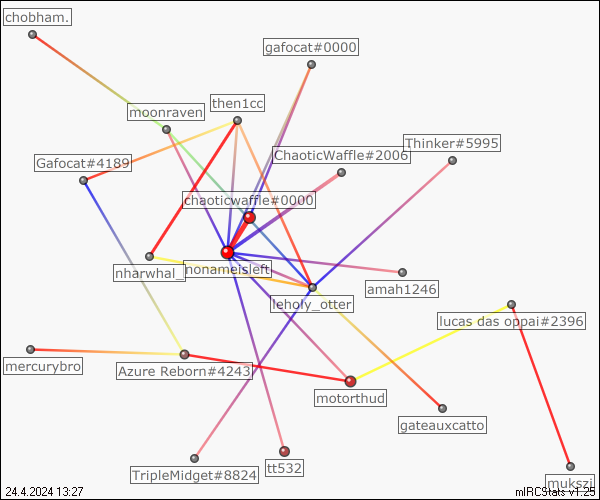 chobham.
gafocat#0000
then1cc
moonraven
Thinker#5995
ChaoticWaffle#2006
Gafocat#4189
chaoticwaffle#0000
nharwhal_
nonameisleft
amah1246
leholy_otter
lucas das oppai#2396
mercurybro
Azure Reborn#4243
motorthud
gateauxcatto
TripleMidget#8824
tt532
mukszi
24.4.2024 13:27
mIRCStats v1.25